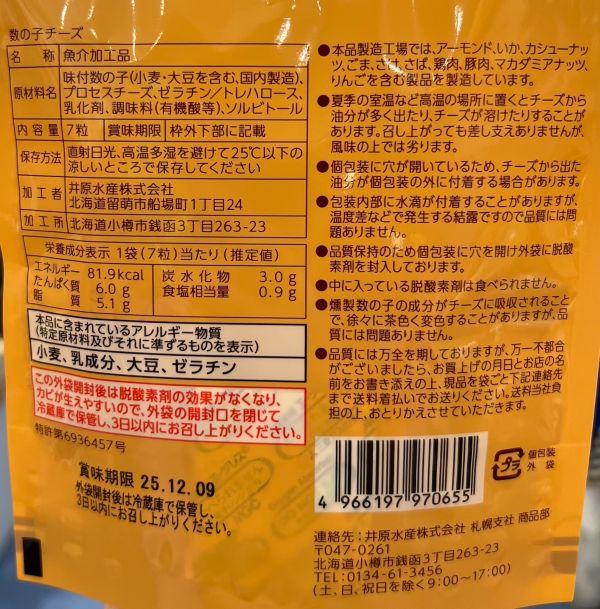 数の子チーズ
名 称 魚介加工品
原材料名 味付数の子(小麦・大豆を含む、国内製造)、
プロセスチーズ、ゼラチン/トレハロース、
乳化剤、調味料(有機酸等)、ソルビトール
内容量 7粒 賞味期限 枠外下部に記載
保存方法 直射日光、高温多湿を避けて25℃以下の
涼しいところで保存してください
加工者 井原水産株式会社
北海道留萌市船場町1丁目24
加工所 北海道小樽市銭函3丁目263-23
栄養成分表示 1袋(7粒)当たり(推定値)
エネルギー 81.9kcal 炭水化物 3.0g
たんぱく質 6.0g 食塩相当量 0.9g
脂質 5.1g
本品に含まれているアレルギー物質
(特定原材料及びそれに準ずるものを表示)
小麦、乳成分、大豆、ゼラチン
この外袋開封後は脱酸素剤の効果がなくなり、
カビが生えやすいので、外袋の開封口を閉じて
冷蔵庫で保管し、3日以内にお召し上がりください。
特許第6936457号
賞味期限 25.12.09
外袋開封後は冷蔵庫で保管し、
3日以内にお召し上がりください。
●本品製造工場では、アーモンド、いか、カシューナッ
ツ、ごま、さけ、さば、鶏肉、豚肉、マカダミアナッツ、
りんごを含む製品を製造しています。
●夏季の室温など高温の場所に置くとチーズから
油分が多く出たり、チーズが溶けたりすることが
あります。召し上がっても差し支えありませんが、
風味の上では劣ります。
●個包装に穴が開いているため、チーズから出た
油分が個包装の外に付着する場合があります。
●包装内部に水滴が付着することがありますが、
温度差などで発生する結露ですので品質には問
題ありません。
●品質保持のため個包装に穴を開け外袋に脱酸
素剤を封入しております。
●中に入っている脱酸素剤は食べられません。
●燻製数の子の成分がチーズに吸収されること
で、徐々に茶色く変色することがありますが、品
質には問題ありません。
●品質には万全を期しておりますが、万一不都合
がございましたら、お買上げの月日とお店の名
前をお書き添えの上、現品を袋ごと下記連絡先
まで送料着払いでお送りください。送料当社負
担の上、おとりかえさせていただきます。
プラ 個包装
外 袋
4 966197 970655
連絡先:井原水産株式会社 札幌支社 商品部
〒047-0261
北海道小樽市銭函3丁目263-23
TEL:0134-61-3456
(土、日、祝日を除く9:00~17:00)